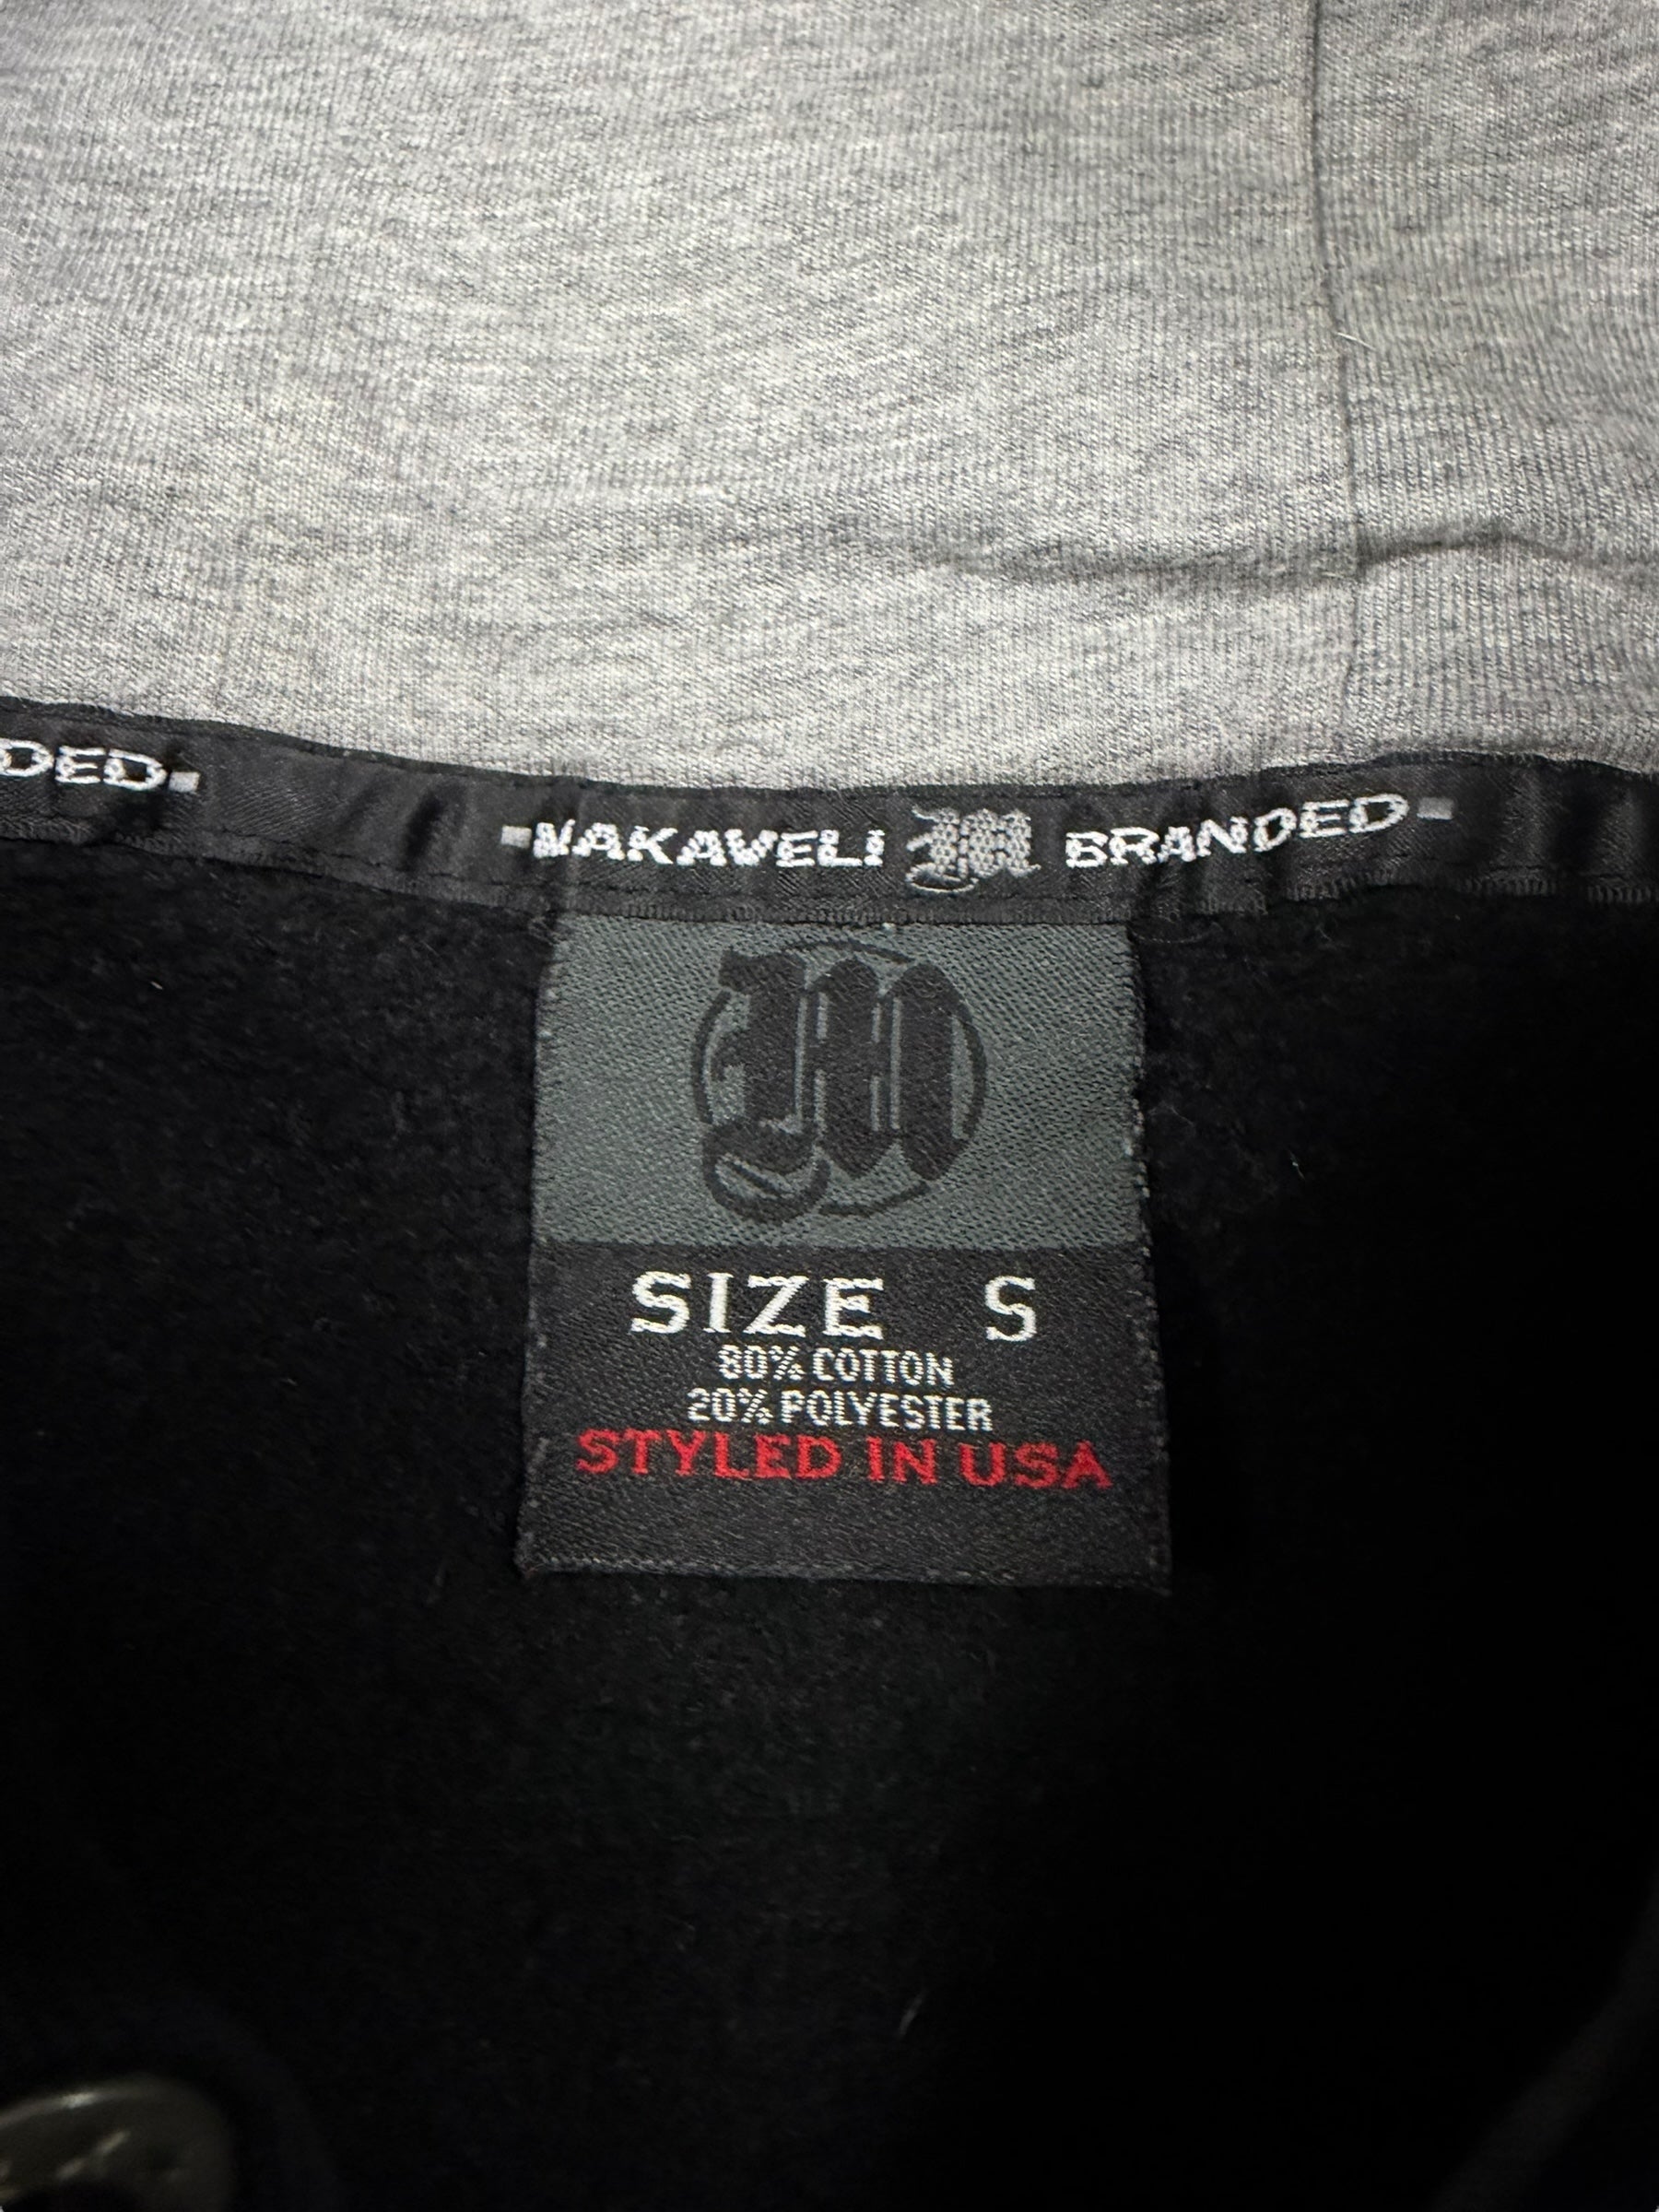 DED-
-MAKAVELI M BRANDED-
M
SIZE S
80% COTTON
20% POLYESTER
STYLED IN USA